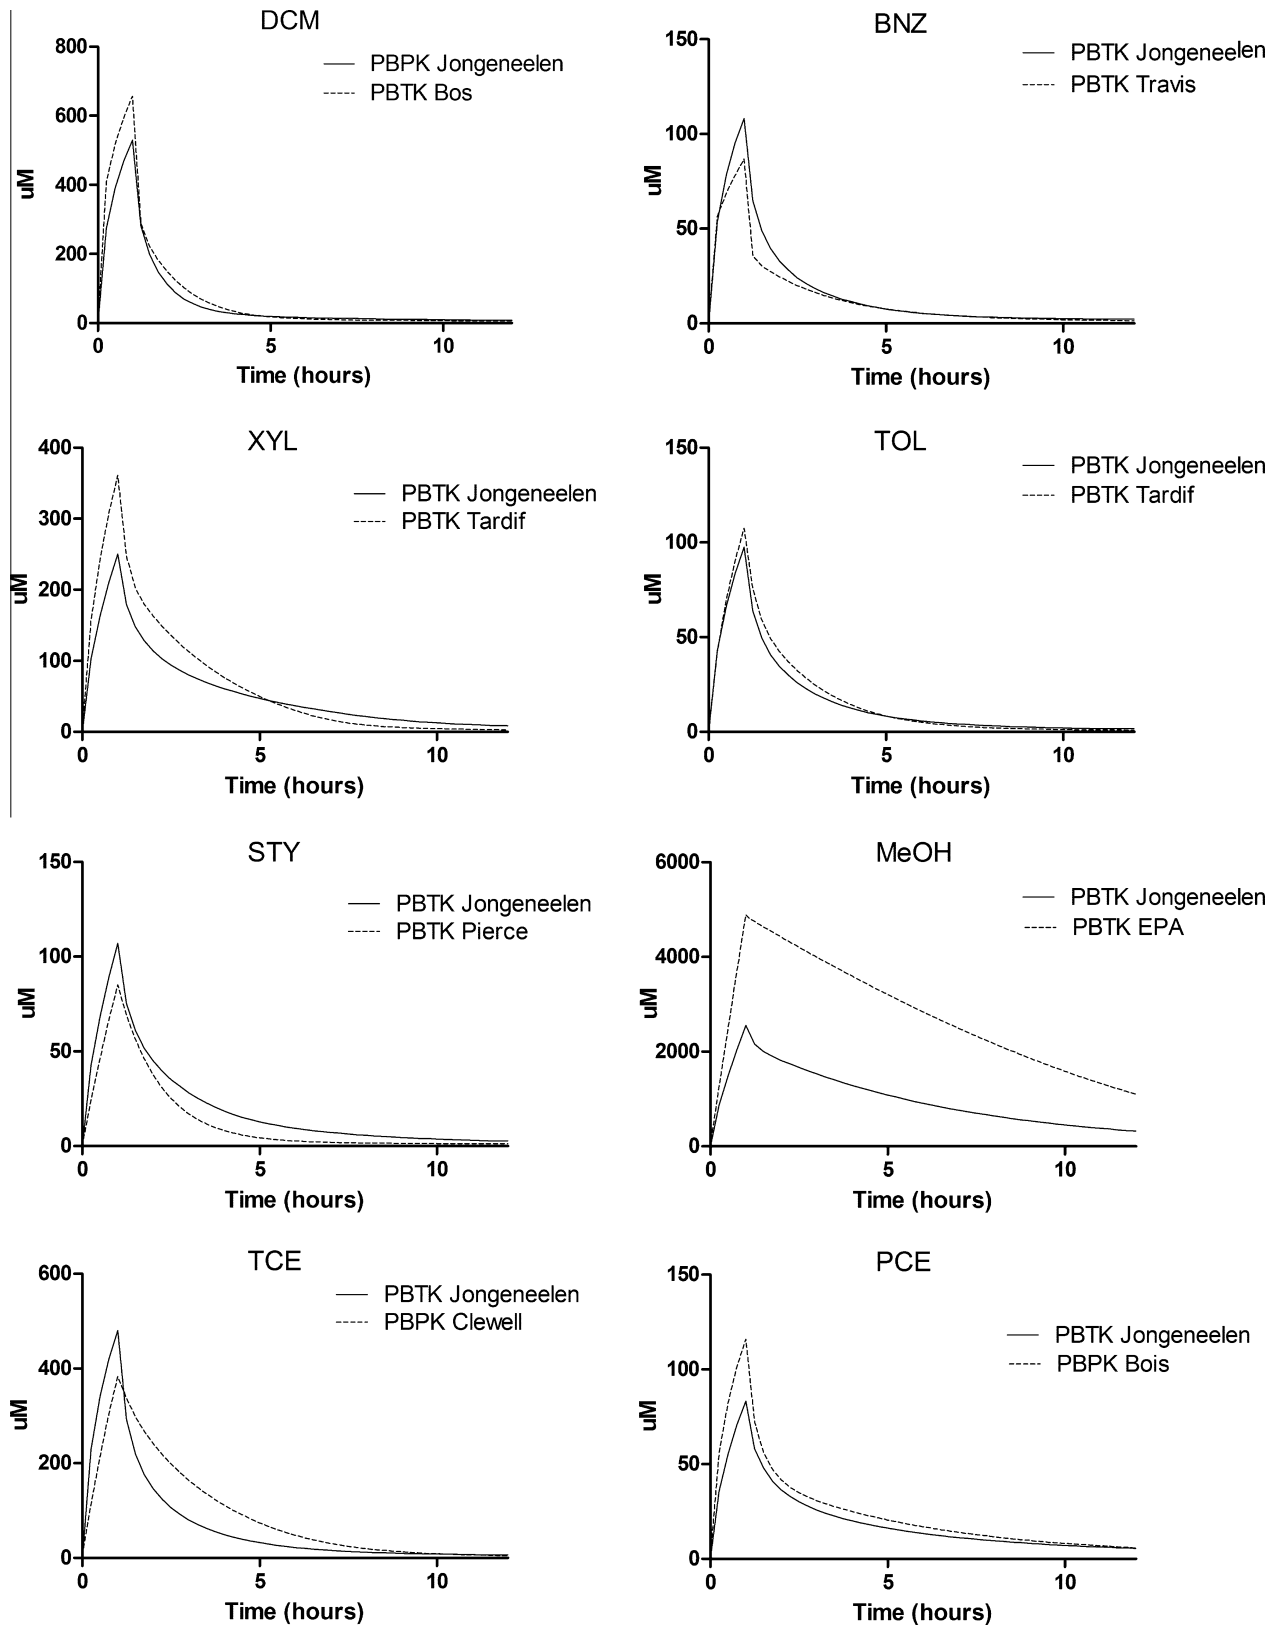 DCM
800
600
400
200
0
uM
0
5
10
Time (hours)
PBPK Jongeneelen
PBTK Bos
BNZ
150
100
50
0
uM
0
5
10
Time (hours)
PBTK Jongeneelen
PBTK Travis
XYL
400
300
200
100
0
uM
0
5
10
Time (hours)
PBTK Jongeneelen
PBTK Tardif
TOL
150
100
50
0
uM
0
5
10
Time (hours)
PBTK Jongeneelen
PBTK Tardif
STY
150
100
50
0
uM
0
5
10
Time (hours)
PBTK Jongeneelen
PBTK Pierce
MeOH
6000
4000
2000
0
uM
0
5
10
Time (hours)
PBTK Jongeneelen
PBTK EPA
TCE
600
400
200
0
uM
0
5
10
Time (hours)
PBTK Jongeneelen
PBPK Clewell
PCE
150
100
50
0
uM
0
5
10
Time (hours)
PBTK Jongeneelen
PBPK Bois